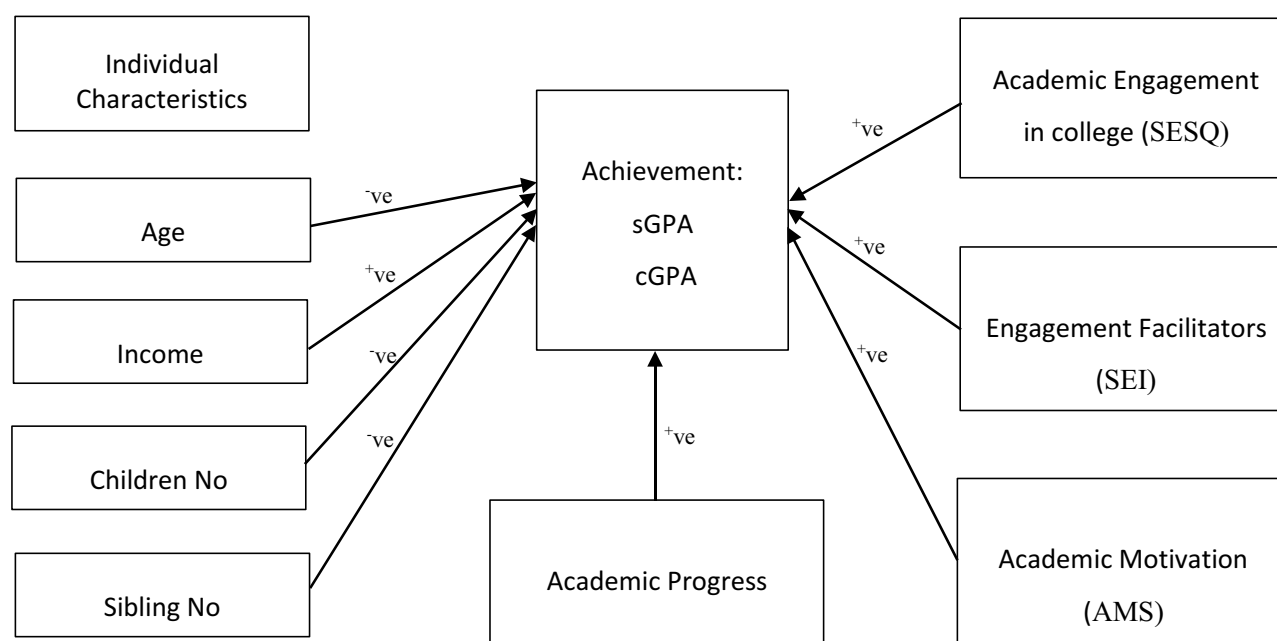 Individual
Characteristics
Age
Income
Children No
Sibling No
-ve
+ve
-ve
-ve
Achievement:
sGPA
cGPA
+ve
Academic Progress
+ve
+ve
+ve
Academic Engagement
in college (SESQ)
Engagement Facilitators
(SEI)
Academic Motivation
(AMS)